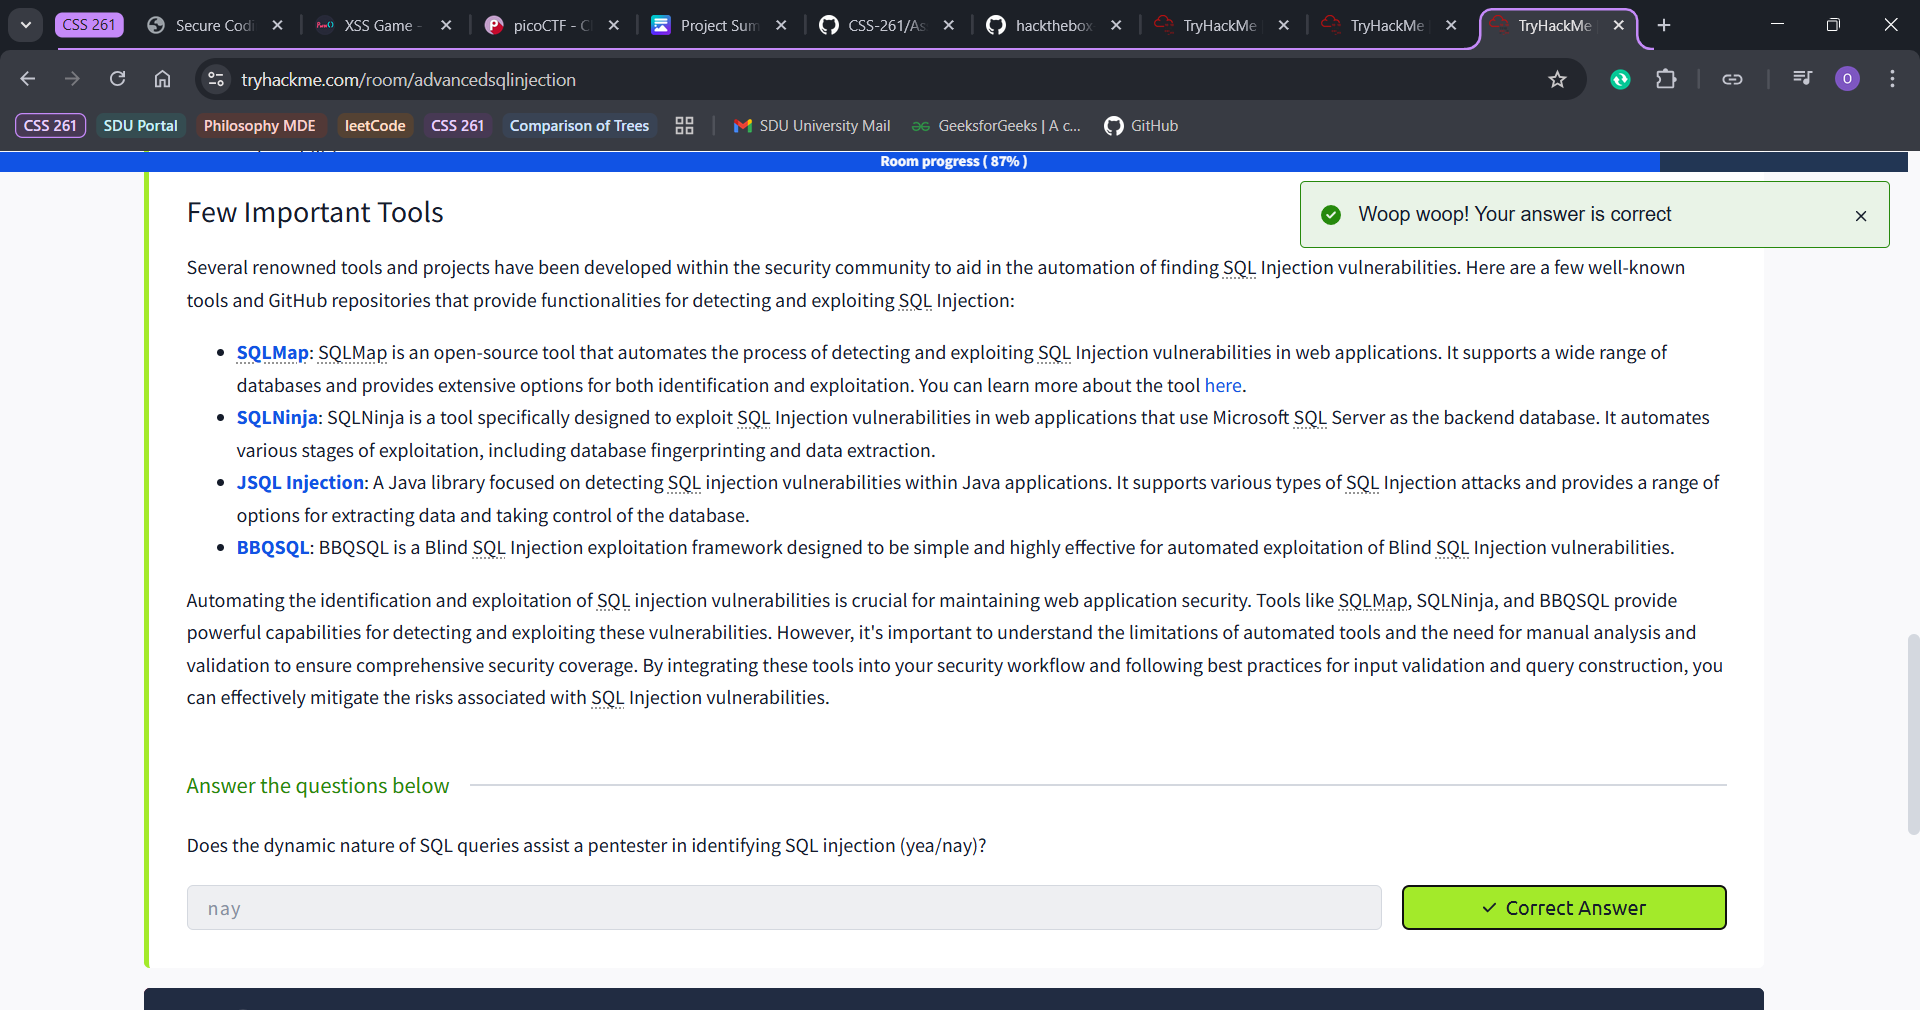 CSS 261
Secure Codi
XSS Game -
picoCTF - C
Project Sum
CSS-261/As
hackthebox
TryHackMe
TryHackMe
TryHackMe
tryhackme.com/room/advancedsqlinjection
O
CSS 261
SDU Portal
Philosophy MDE
leetCode
CSS 261
Comparison of Trees
SDU University Mail
GeeksforGeeks | A c...
GitHub
Room progress ( 87% )
Woop woop! Your answer is correct
Few Important Tools
Several renowned tools and projects have been developed within the security community to aid in the automation of finding SQL Injection vulnerabilities. Here are a few well-known
tools and GitHub repositories that provide functionalities for detecting and exploiting SQL Injection:
SQLMap: SQLMap is an open-source tool that automates the process of detecting and exploiting SQL Injection vulnerabilities in web applications. It supports a wide range of
databases and provides extensive options for both identification and exploitation. You can learn more about the tool here.
SQLNinja: SQLNinja is a tool specifically designed to exploit SQL Injection vulnerabilities in web applications that use Microsoft SQL Server as the backend database. It automates
various stages of exploitation, including database fingerprinting and data extraction.
JSQL Injection: A Java library focused on detecting SQL injection vulnerabilities within Java applications. It supports various types of SQL Injection attacks and provides a range of
options for extracting data and taking control of the database.
BBQSQL: BBQSQL is a Blind SQL Injection exploitation framework designed to be simple and highly effective for automated exploitation of Blind SQL Injection vulnerabilities.
Automating the identification and exploitation of SQL injection vulnerabilities is crucial for maintaining web application security. Tools like SQLMap, SQLNinja, and BBQSQL provide
powerful capabilities for detecting and exploiting these vulnerabilities. However, it's important to understand the limitations of automated tools and the need for manual analysis and
validation to ensure comprehensive security coverage. By integrating these tools into your security workflow and following best practices for input validation and query construction, you
can effectively mitigate the risks associated with SQL Injection vulnerabilities.
Answer the questions below
Does the dynamic nature of SQL queries assist a pentester in identifying SQL injection (yea/nay)?
nay
Correct Answer